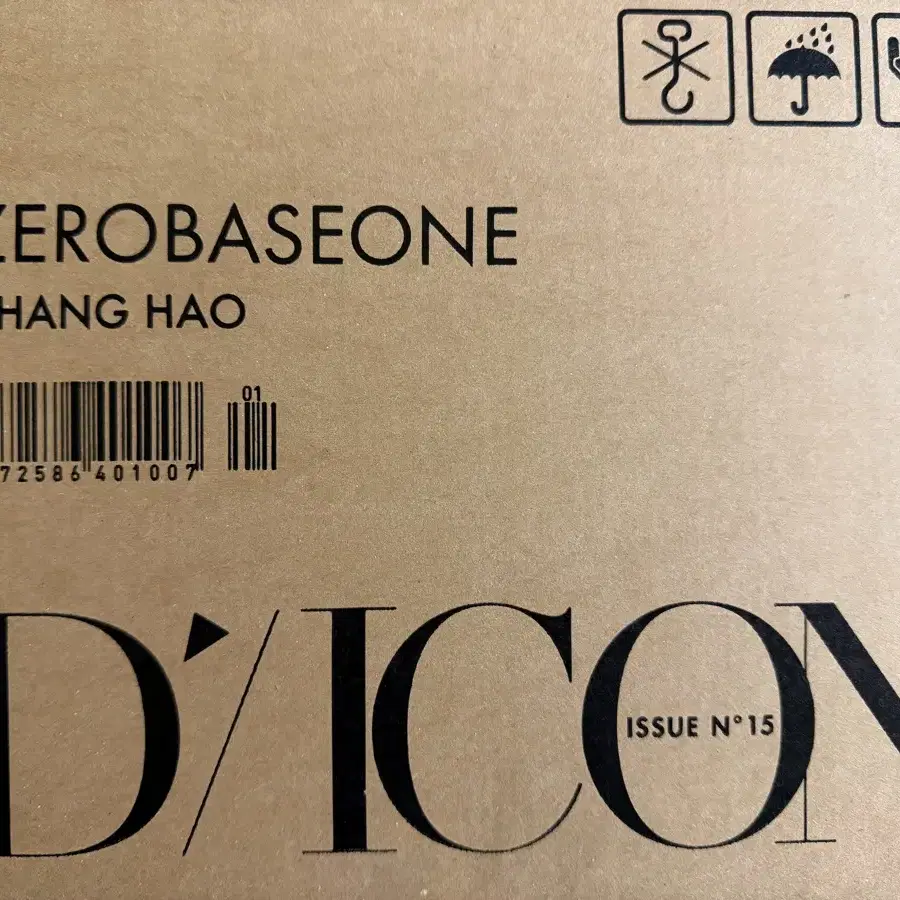 ZEROBASEONE
HANG HAO
01
72586 401007
D'/ICON
ISSUE N°15